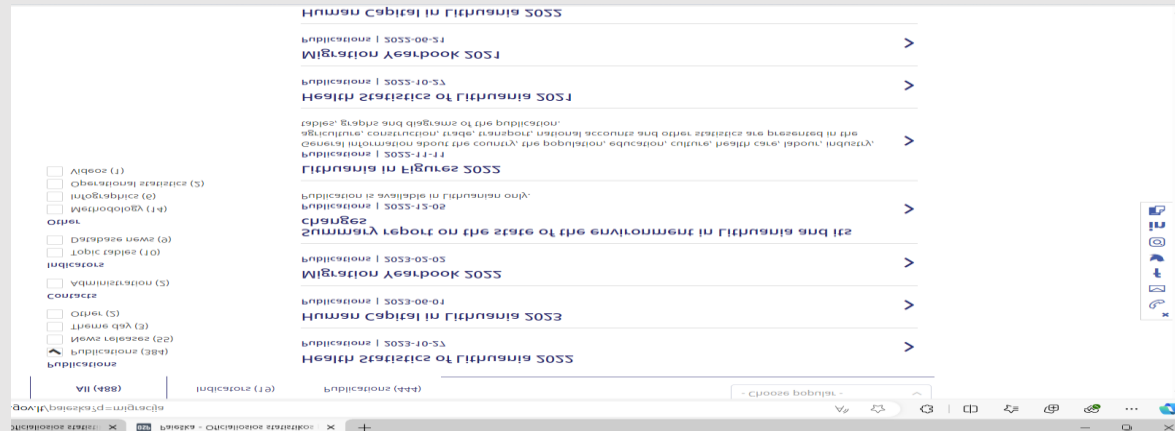 Oficialiosios statisti
Paieška - Oficialiosios statistikos
gov.lt/paieska?q=migracija
- Choose popular -
All (488)
Indicators (19)
Publications (444)
Publications
Publications (384)
News releases (55)
Theme day (3)
Other (2)
Contacts
Administration (2)
Indicators
Topic tables (10)
Database news (9)
Other
Methodology (14)
Infographics (6)
Operational statistics (2)
Videos (1)
Health Statistics of Lithuania 2022
Publications | 2023-10-27
Human Capital in Lithuania 2023
Publications | 2023-06-01
Migration Yearbook 2022
Publications | 2023-02-02
Summary report on the state of the environment in Lithuania and its
changes
Publications | 2022-12-05
Publication is available in Lithuanian only.
Lithuania in Figures 2022
Publications | 2022-11-11
General information about the country, the population, education, culture, health care, labour, industry,
agriculture, construction, trade, transport, national accounts and other statistics are presented in the
tables, graphs and diagrams of the publication.
Health Statistics of Lithuania 2021
Publications | 2022-10-27
Migration Yearbook 2021
Publications | 2022-06-21
Human Capital in Lithuania 2022